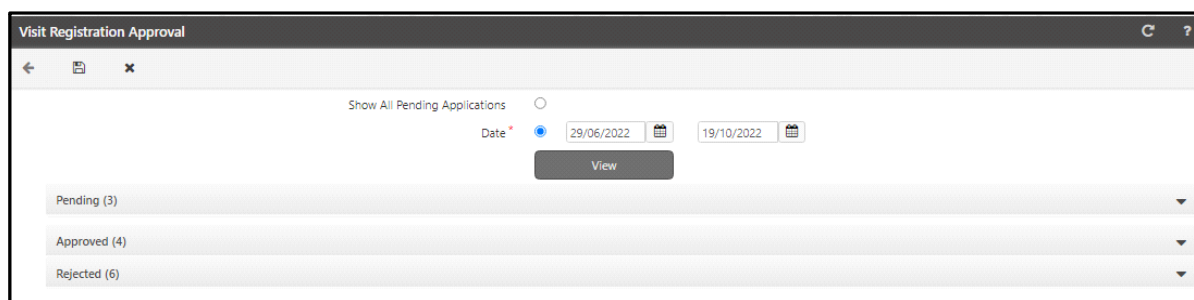 Visit Registration Approval ?
Show All Pending Applications
Date * 29/06/2022 19/10/2022
View
Pending (3)
Approved (4)
Rejected (6)